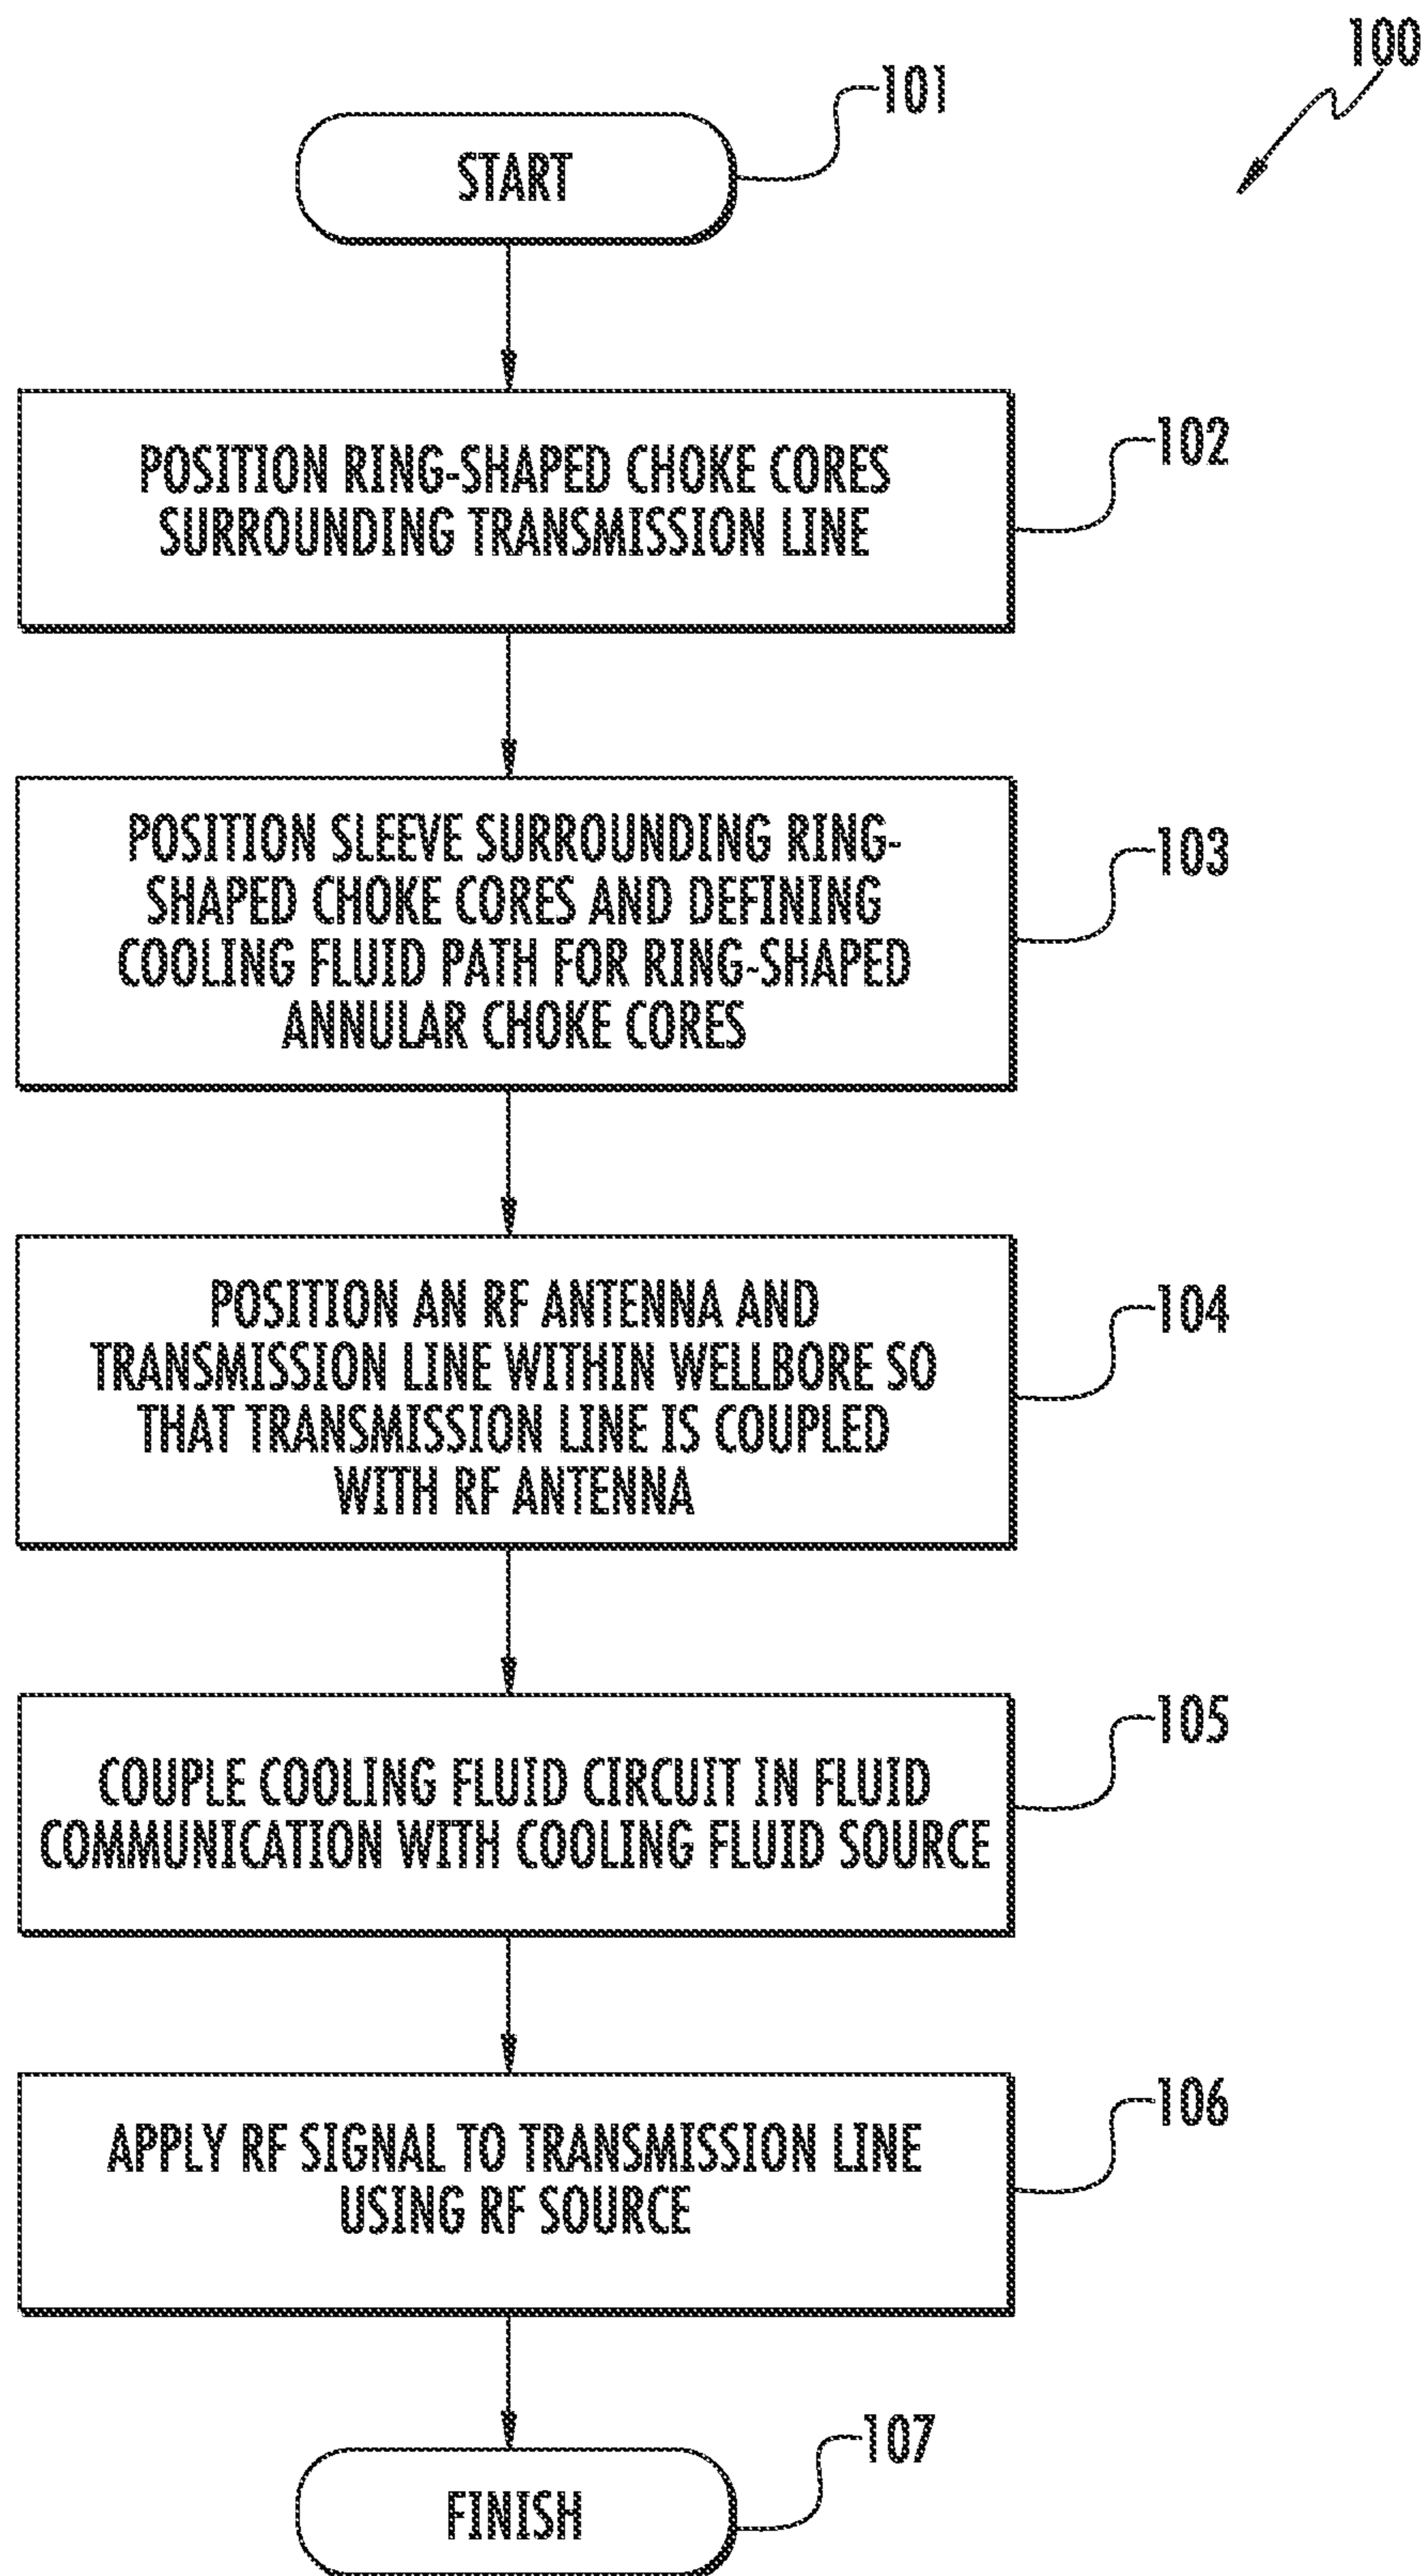 100
101
START
POSITION RING-SHAPED CHOKE CORES
SURROUNDING TRANSMISSION LINE
102
POSITION SLEEVE SURROUNDING RING-
SHAPED CHOKE CORES AND DEFINING
COOLING FLUID PATH FOR RING-SHAPED
ANNULAR CHOKE CORES
103
POSITION AN RF ANTENNA AND
TRANSMISSION LINE WITHIN WELLBORE SO
THAT TRANSMISSION LINE IS COUPLED
WITH RF ANTENNA
104
COUPLE COOLING FLUID CIRCUIT IN FLUID
COMMUNICATION WITH COOLING FLUID SOURCE
105
APPLY RF SIGNAL TO TRANSMISSION LINE
USING RF SOURCE
106
107
FINISH